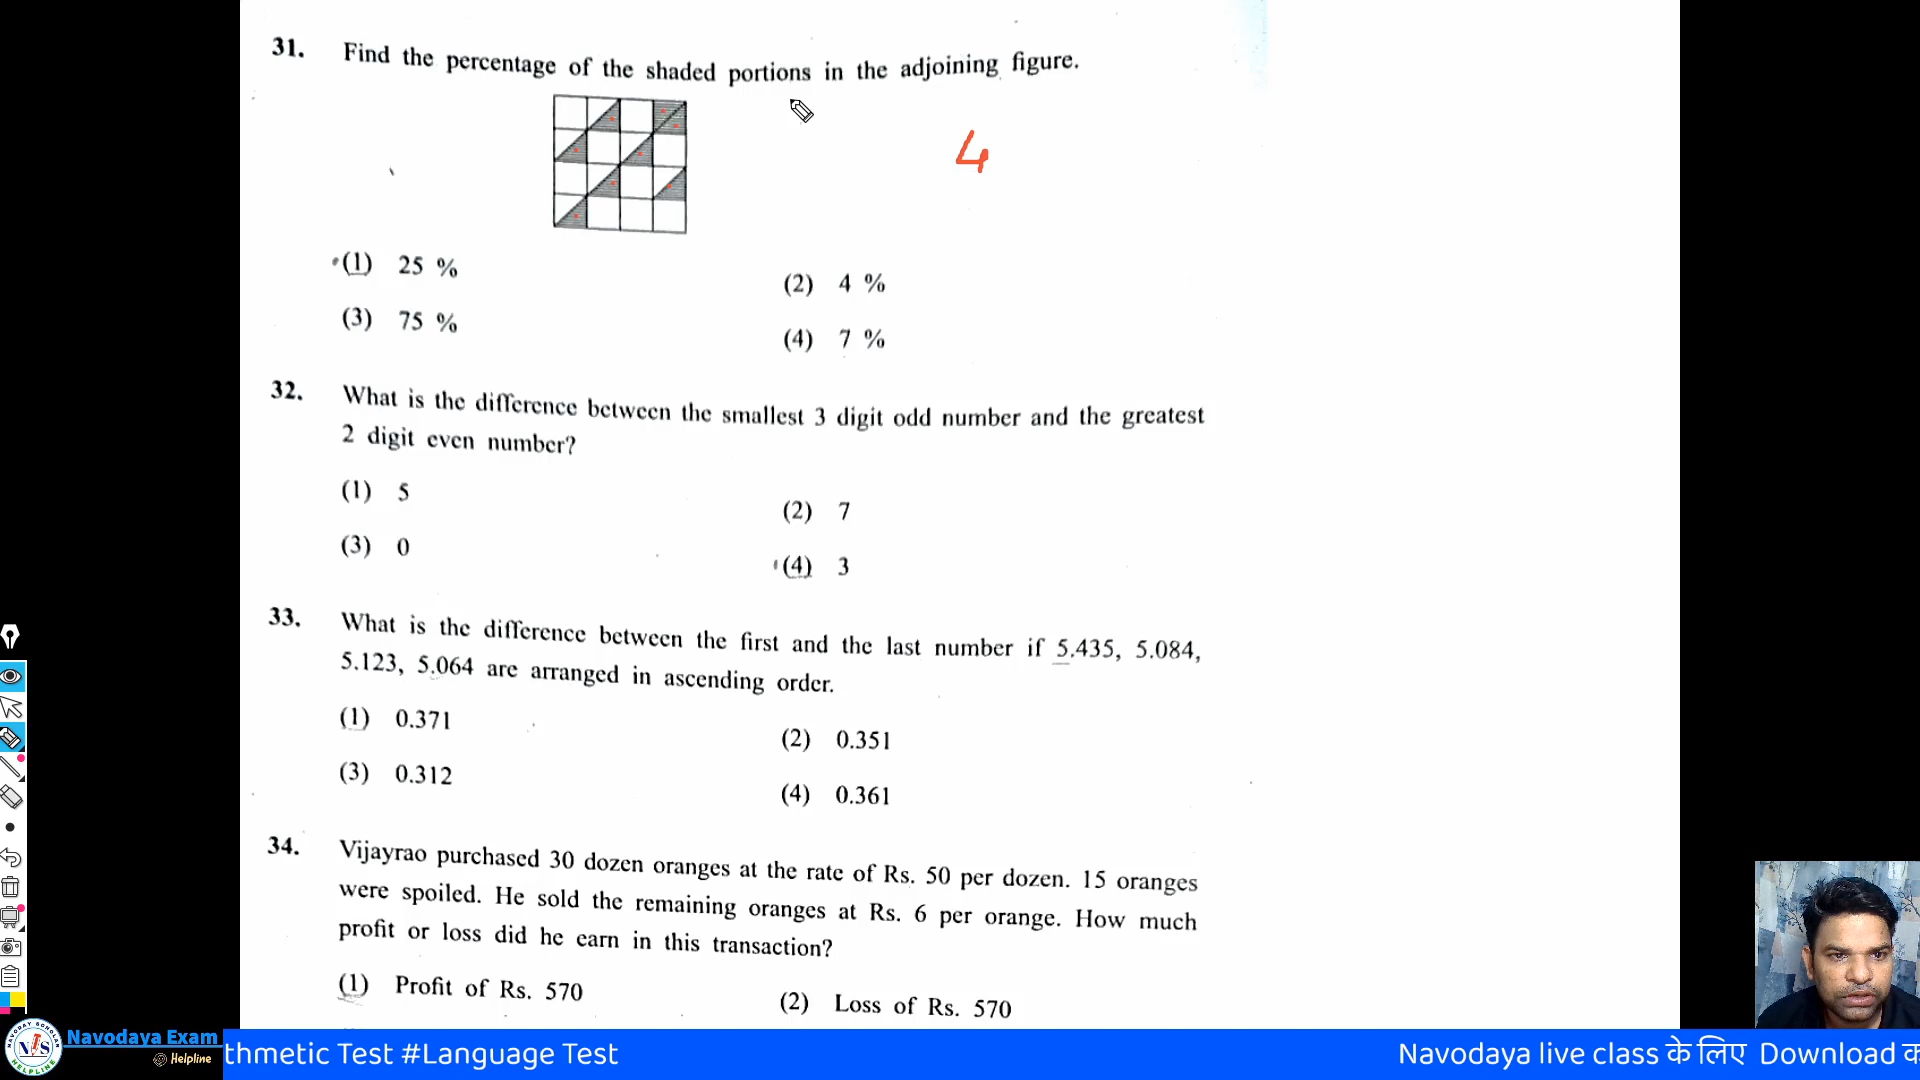 31. Find the percentage of the shaded portions in the adjoining figure.
4
(1) 25 %
(2) 4 %
(3) 75 %
(4) 7 %
32. What is the difference between the smallest 3 digit odd number and the greatest
2 digit even number?
(1) 5
(2) 7
(3) 0
(4) 3
33. What is the difference between the first and the last number if 5.435, 5.084,
5.123, 5.064 are arranged in ascending order.
(1) 0.371
(2) 0.351
(3) 0.312
(4) 0.361
34. Vijayrao purchased 30 dozen oranges at the rate of Rs. 50 per dozen. 15 oranges
were spoiled. He sold the remaining oranges at Rs. 6 per orange. How much
profit or loss did he earn in this transaction?
(1) Profit of Rs. 570
(2) Loss of Rs. 570
Navodaya Exam
Helpline
thmetic Test #Language Test
Navodaya live class के लिए Download